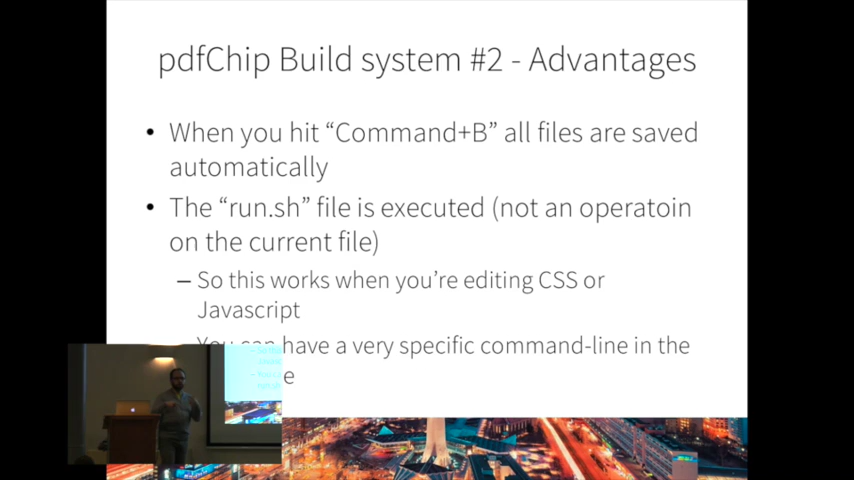 pdfChip Build system #2 - Advantages
• When you hit “Command+B” all files are saved
automatically
• The “run.sh” file is executed (not an operatoin
on the current file)
– So this works when you’re editing CSS or
Javascript
You can have a very specific command-line in the
e